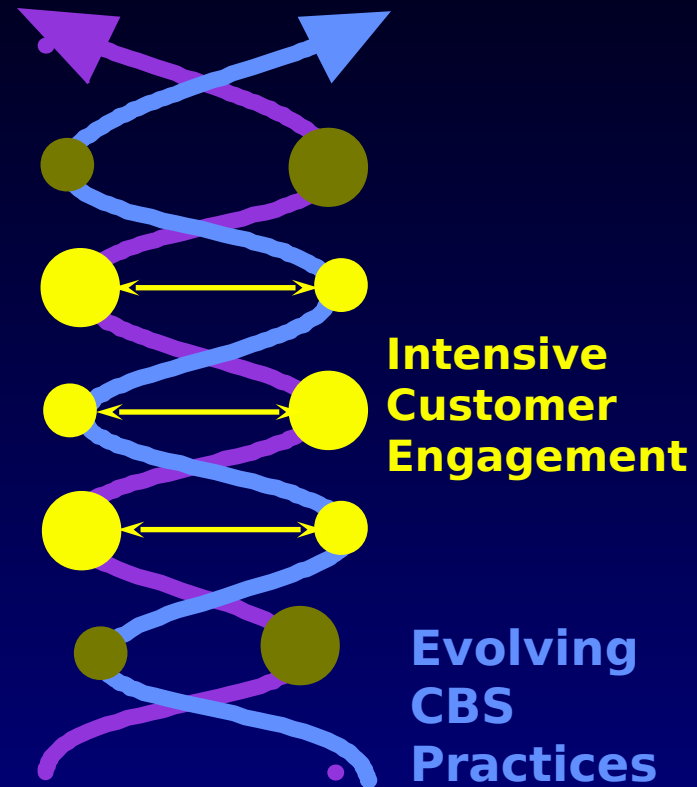 Intensive
Customer
Engagement
Evolving
CBS
Practices